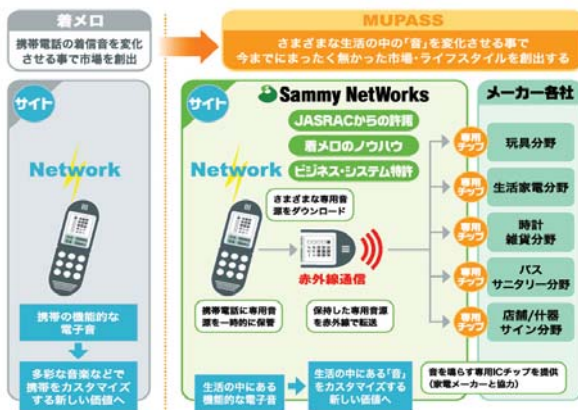 着メロ
携帯電話の着信音を変化
させる事で市場を創出
MUPASS
さまざまな生活の中の「音」を変化させる事で
今までにまったく無かった市場・ライフスタイルを創出する
サイト
Network
携帯の機能的な
電子音
多彩な音楽などで
携帯をカスタマイズ
する新しい価値へ
サイト
Sammy NetWorks
JASRACからの許諾
着メロのノウハウ
ビジネス・システム特許
Network
さまざまな専用音
源をダウンロード
赤外線通信
携帯電話に専用音
源を一時的に保管
保持した専用音源
を赤外線で転送
生活の中にある
機能的な電子音
生活の中にある「音」
をカスタマイズする
新しい価値へ
メーカー各社
専用
チップ
玩具分野
専用
チップ
生活家電分野
専用
チップ
時計
雑貨分野
専用
チップ
バス
サニタリー分野
専用
チップ
店舗/什器
サイン分野
音を鳴らす専用ICチップを提供
(家電メーカーと協力)